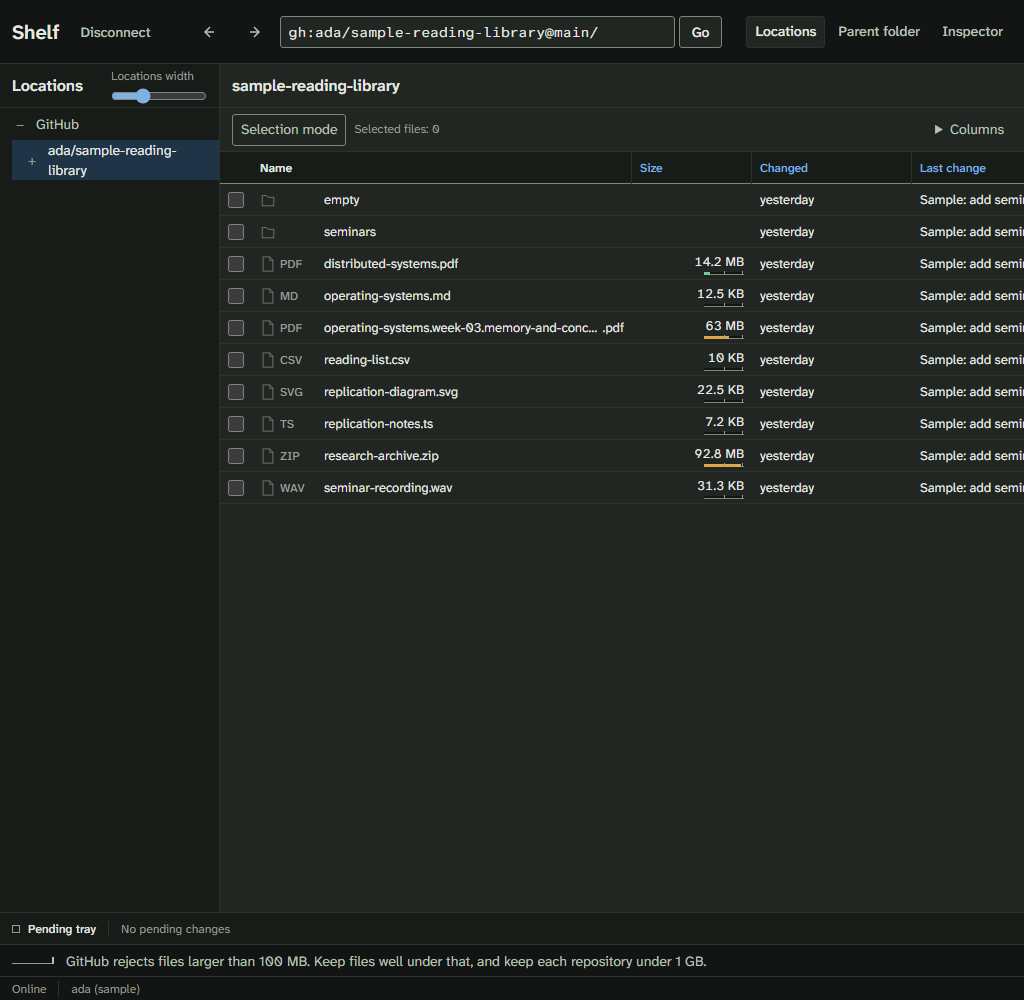 Shelf Disconnect ← → gh:ada/sample-reading-library@main/ Go Locations Parent folder Inspector
Locations Locations width
– GitHub
+ ada/sample-reading-
library
sample-reading-library
Selection mode Selected files: 0 ▶ Columns
Name Size Changed Last change
empty yesterday Sample: add semi
seminars yesterday Sample: add semi
PDF distributed-systems.pdf 14.2 MB yesterday Sample: add semi
MD operating-systems.md 12.5 KB yesterday Sample: add semi
PDF operating-systems.week-03.memory-and-conc… .pdf 63 MB yesterday Sample: add semi
CSV reading-list.csv 10 KB yesterday Sample: add semi
SVG replication-diagram.svg 22.5 KB yesterday Sample: add semi
TS replication-notes.ts 7.2 KB yesterday Sample: add semi
ZIP research-archive.zip 92.8 MB yesterday Sample: add semi
WAV seminar-recording.wav 31.3 KB yesterday Sample: add semi
Pending tray No pending changes
GitHub rejects files larger than 100 MB. Keep files well under that, and keep each repository under 1 GB.
Online ada (sample)